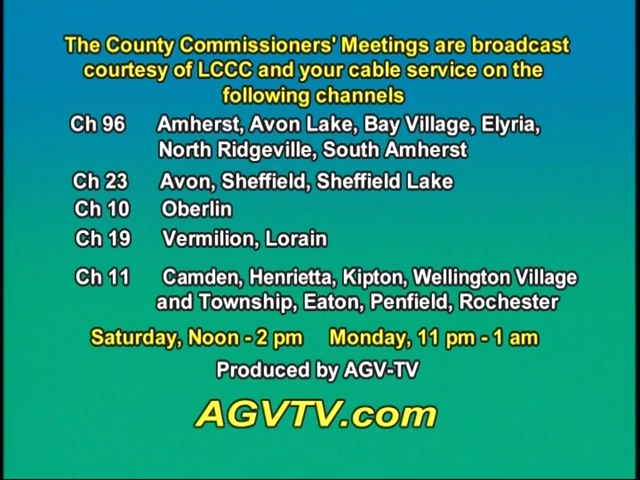 The County Commissioners' Meetings are broadcast
courtesy of LCCC and your cable service on the
following channels
Ch 96 Amherst, Avon Lake, Bay Village, Elyria,
North Ridgeville, South Amherst
Ch 23 Avon, Sheffield, Sheffield Lake
Ch 10 Oberlin
Ch 19 Vermilion, Lorain
Ch 11 Camden, Henrietta, Kipton, Wellington Village
and Township, Eaton, Penfield, Rochester
Saturday, Noon - 2 pm Monday, 11 pm - 1 am
Produced by AGV-TV
AGVTV.com